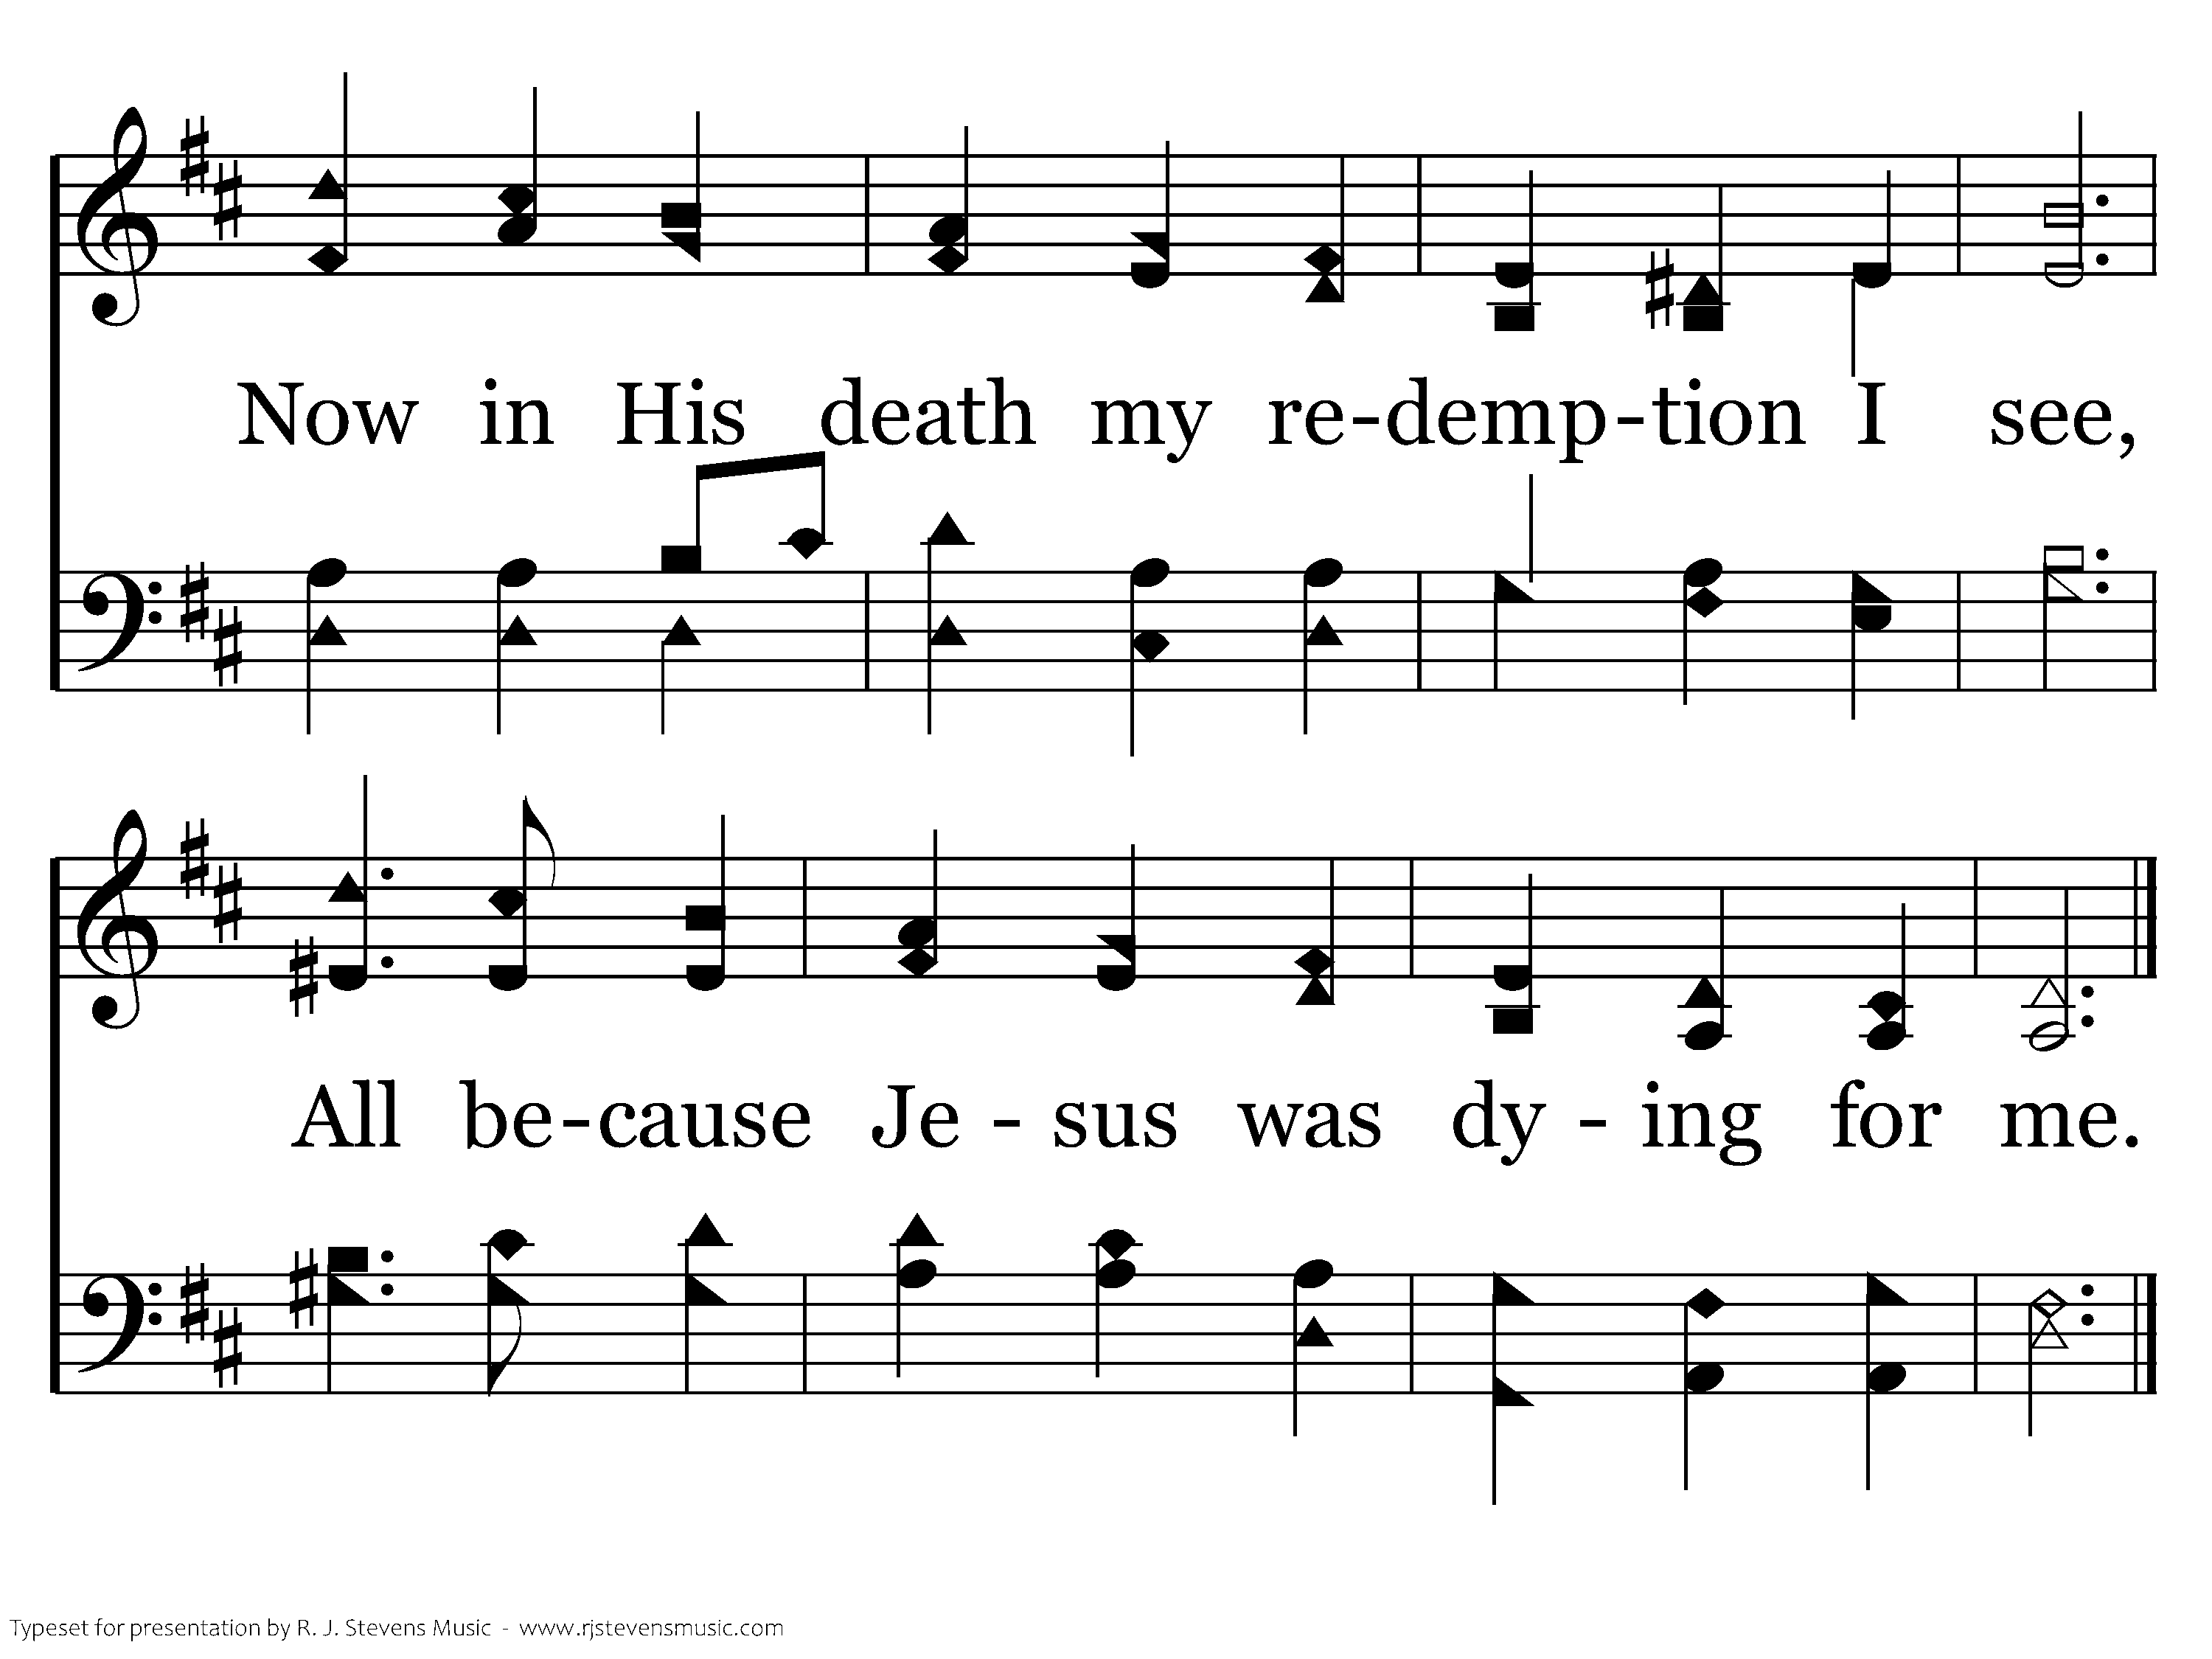 Now in His death my re-demp-tion I see,
All be-cause Je - sus was dy - ing for me.
Typeset for presentation by R. J. Stevens Music - www.rjstevensmusic.com